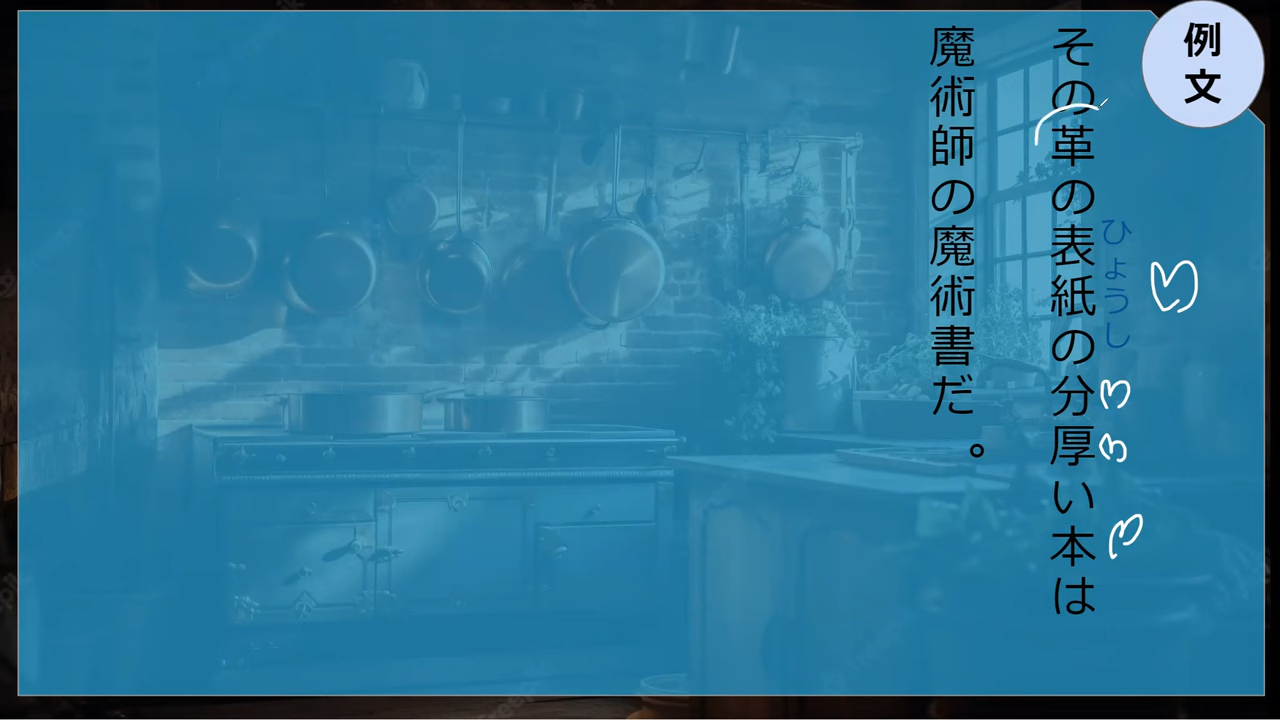 例文
その革の表紙の分厚い本は
ひょうし
魔術師の魔術書だ。